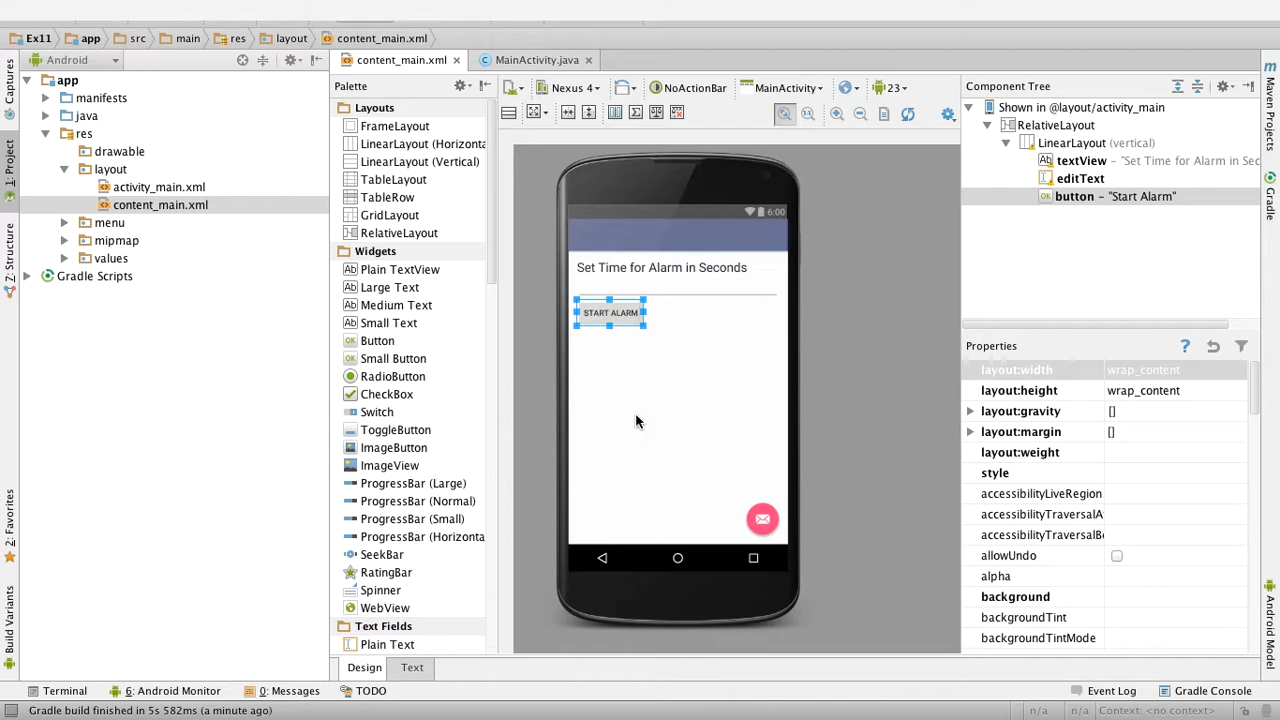 Ex11 app src main res layout content_main.xml
Android
content_main.xml MainActivity.java
Captures
1: Project
7: Structure
2: Favorites
Build Variants
app
manifests
java
res
drawable
layout
activity_main.xml
content_main.xml
menu
mipmap
values
Gradle Scripts
Palette
Layouts
FrameLayout
LinearLayout (Horizonta
LinearLayout (Vertical)
TableLayout
TableRow
GridLayout
RelativeLayout
Widgets
Plain TextView
Large Text
Medium Text
Small Text
Button
Small Button
RadioButton
CheckBox
Switch
ToggleButton
ImageButton
ImageView
ProgressBar (Large)
ProgressBar (Normal)
ProgressBar (Small)
ProgressBar (Horizonta
SeekBar
RatingBar
Spinner
WebView
Text Fields
Plain Text
Nexus 4 NoActionBar MainActivity 23
6:00
Set Time for Alarm in Seconds
START ALARM
Design Text
Component Tree
Shown in @layout/activity_main
RelativeLayout
LinearLayout (vertical)
textView - "Set Time for Alarm in Sec
editText
button - "Start Alarm"
Properties
layout:width wrap_content
layout:height wrap_content
layout:gravity []
layout:margin []
layout:weight
style
accessibilityLiveRegion
accessibilityTraversalA
accessibilityTraversalB
allowUndo
alpha
background
backgroundTint
backgroundTintMode
Maven Projects
Gradle
Android Model
Terminal 6: Android Monitor 0: Messages TODO Event Log Gradle Console
Gradle build finished in 5s 582ms (a minute ago) n/a n/a Context: <no context>